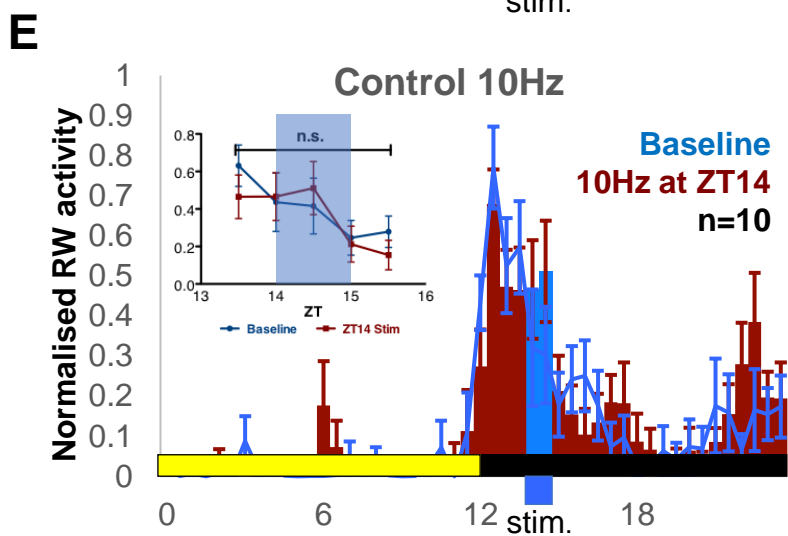 stim.
E
Control 10Hz
Normalised RW activity
1
0.9
0.8
0.7
0.6
0.5
0.4
0.3
0.2
0.1
0
Baseline
10Hz at ZT14
n=10
n.s.
0.8
0.6
0.4
0.2
0.0
13 14 15 16
ZT
Baseline ZT14 Stim
0 6 12 18
stim.